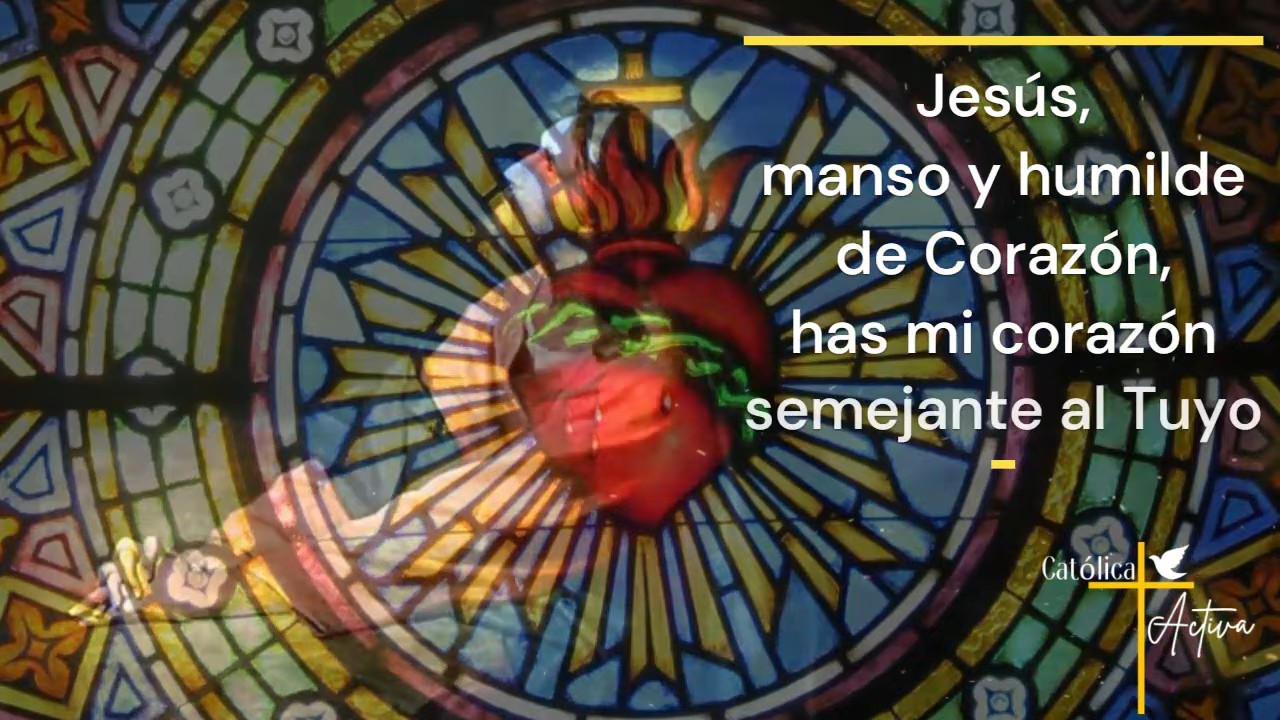 Jesús,
manso y humilde
de Corazón,
has mi corazón
semejante al Tuyo
Católica
Activa